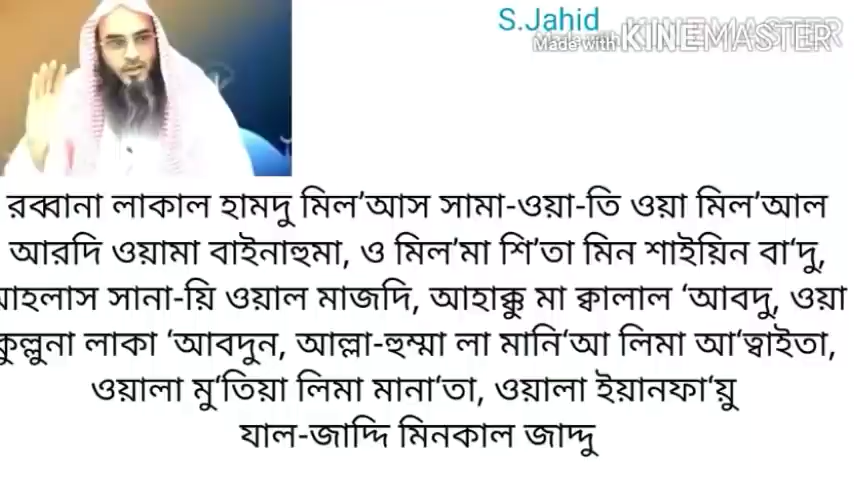 S.Jahid
Made with KINEMASTER
রব্বানা লাকাল হামদু মিল’আস সামা-ওয়া-তি ওয়া মিল’আল
আরদি ওয়ামা বাইনাহুমা, ও মিল’মা শি’তা মিন শাইয়িন বা‘দু,
আহলাস সানা-য়ি ওয়াল মাজদি, আহাক্কু মা ক্বালাল ‘আবদু, ওয়া
কুল্লুনা লাকা ‘আবদুন, আল্লা-হুম্মা লা মানি‘আ লিমা আ‘ত্বাইতা,
ওয়ালা মু‘তিয়া লিমা মানা‘তা, ওয়ালা ইয়ানফা‘য়ু
যাল-জাদ্দি মিনকাল জাদ্দু